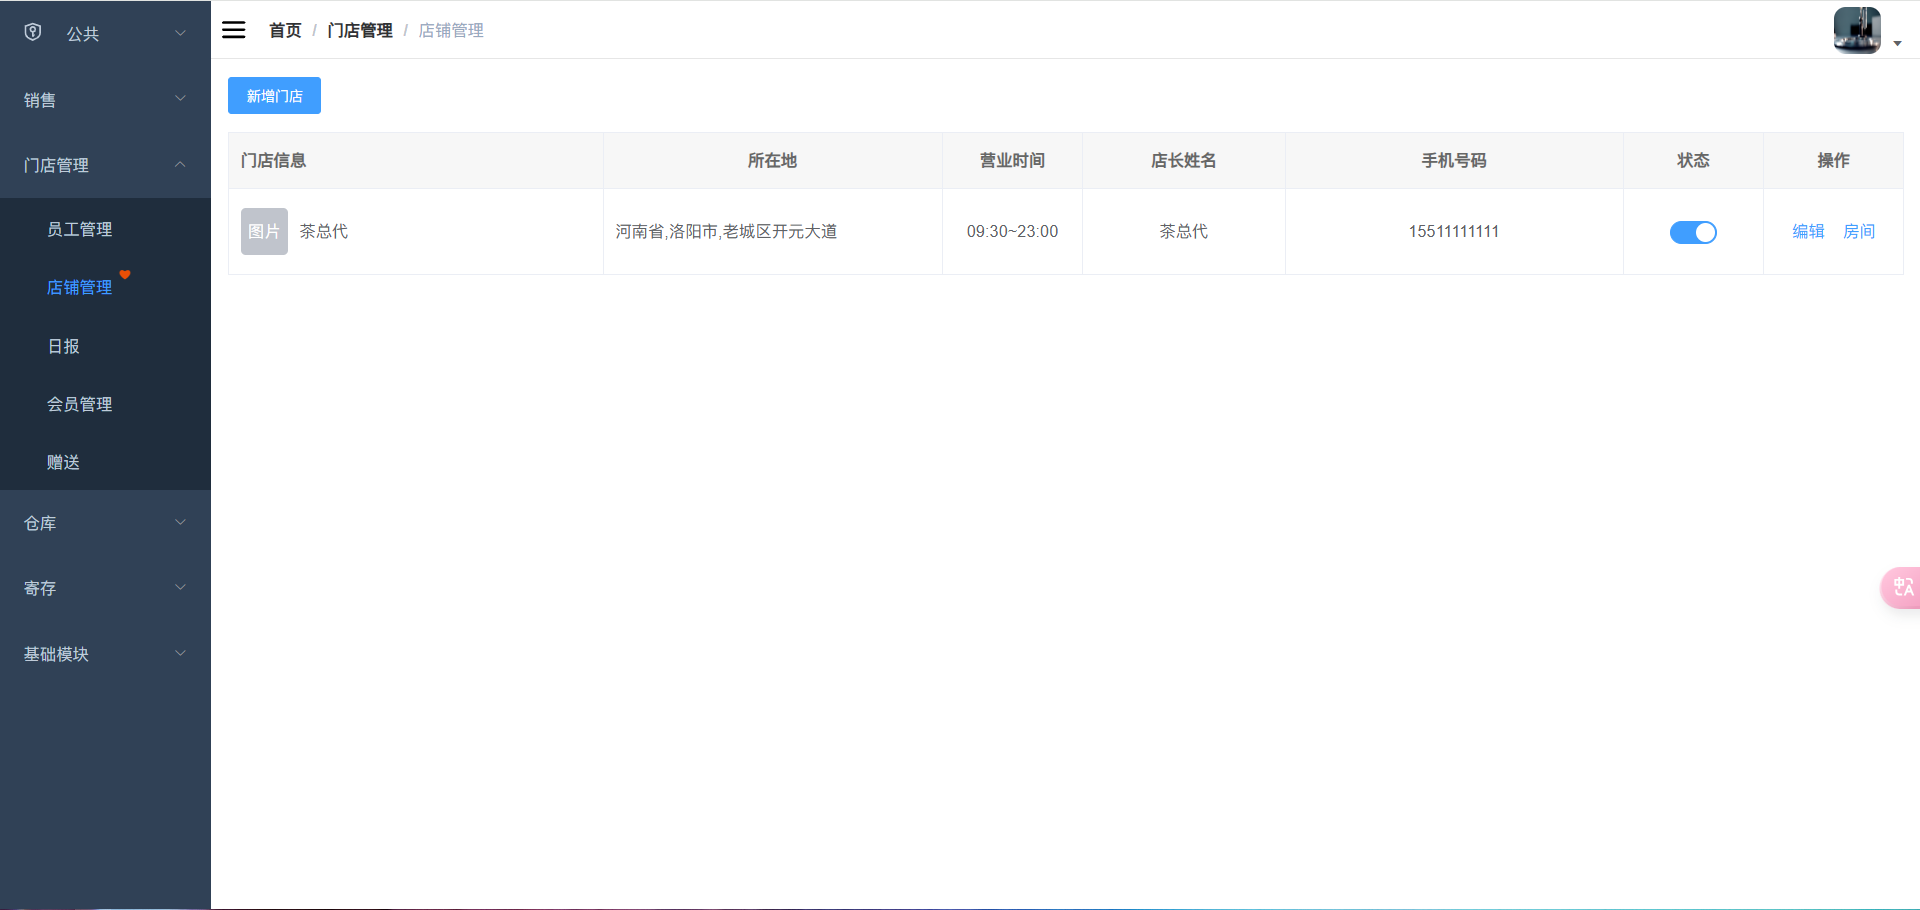 公共
销售
门店管理
员工管理
店铺管理
日报
会员管理
赠送
仓库
寄存
基础模块
首页 / 门店管理 / 店铺管理
新增门店
门店信息 所在地 营业时间 店长姓名 手机号码 状态 操作
图片 茶总代 河南省,洛阳市,老城区开元大道 09:30~23:00 茶总代 15511111111 编辑 房间
中 A